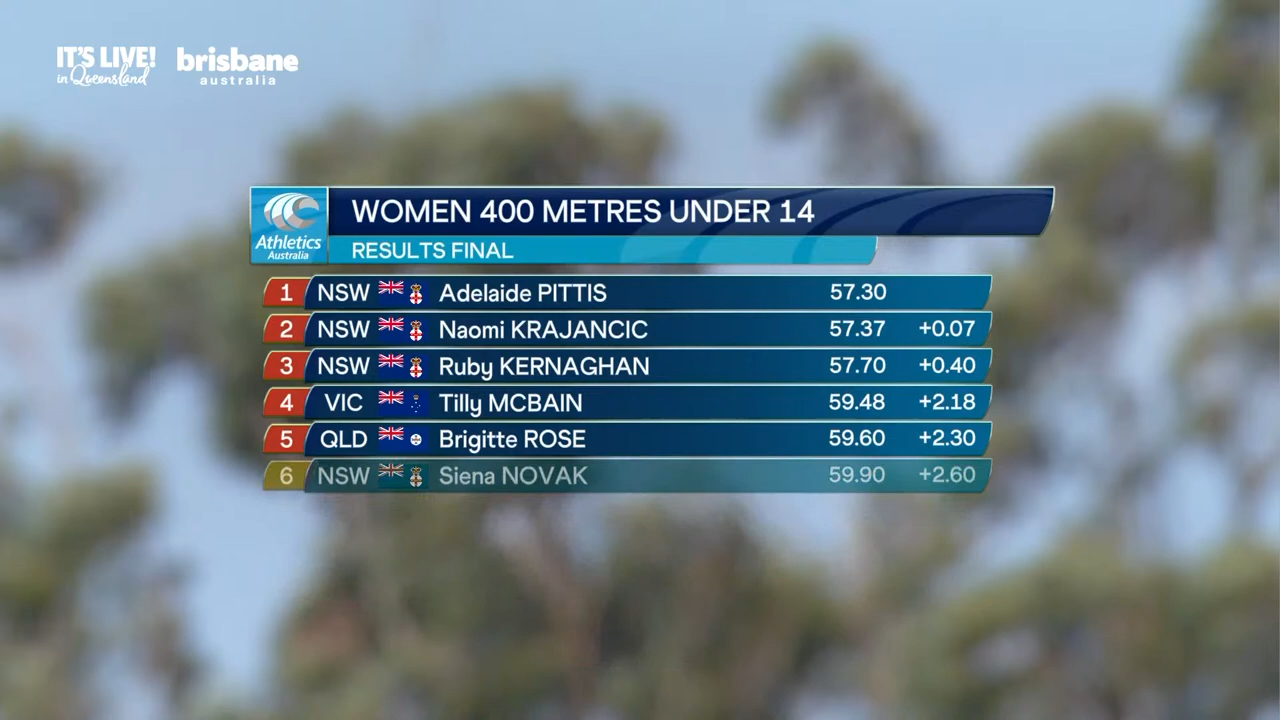 IT'S LIVE!
in Queensland
brisbane
australia
WOMEN 400 METRES UNDER 14
Athletics
Australia
RESULTS FINAL
1 NSW Adelaide PITTIS 57.30
2 NSW Naomi KRAJANCIC 57.37 +0.07
3 NSW Ruby KERNAGHAN 57.70 +0.40
4 VIC Tilly MCBAIN 59.48 +2.18
5 QLD Brigitte ROSE 59.60 +2.30
6 NSW Siena NOVAK 59.90 +2.60